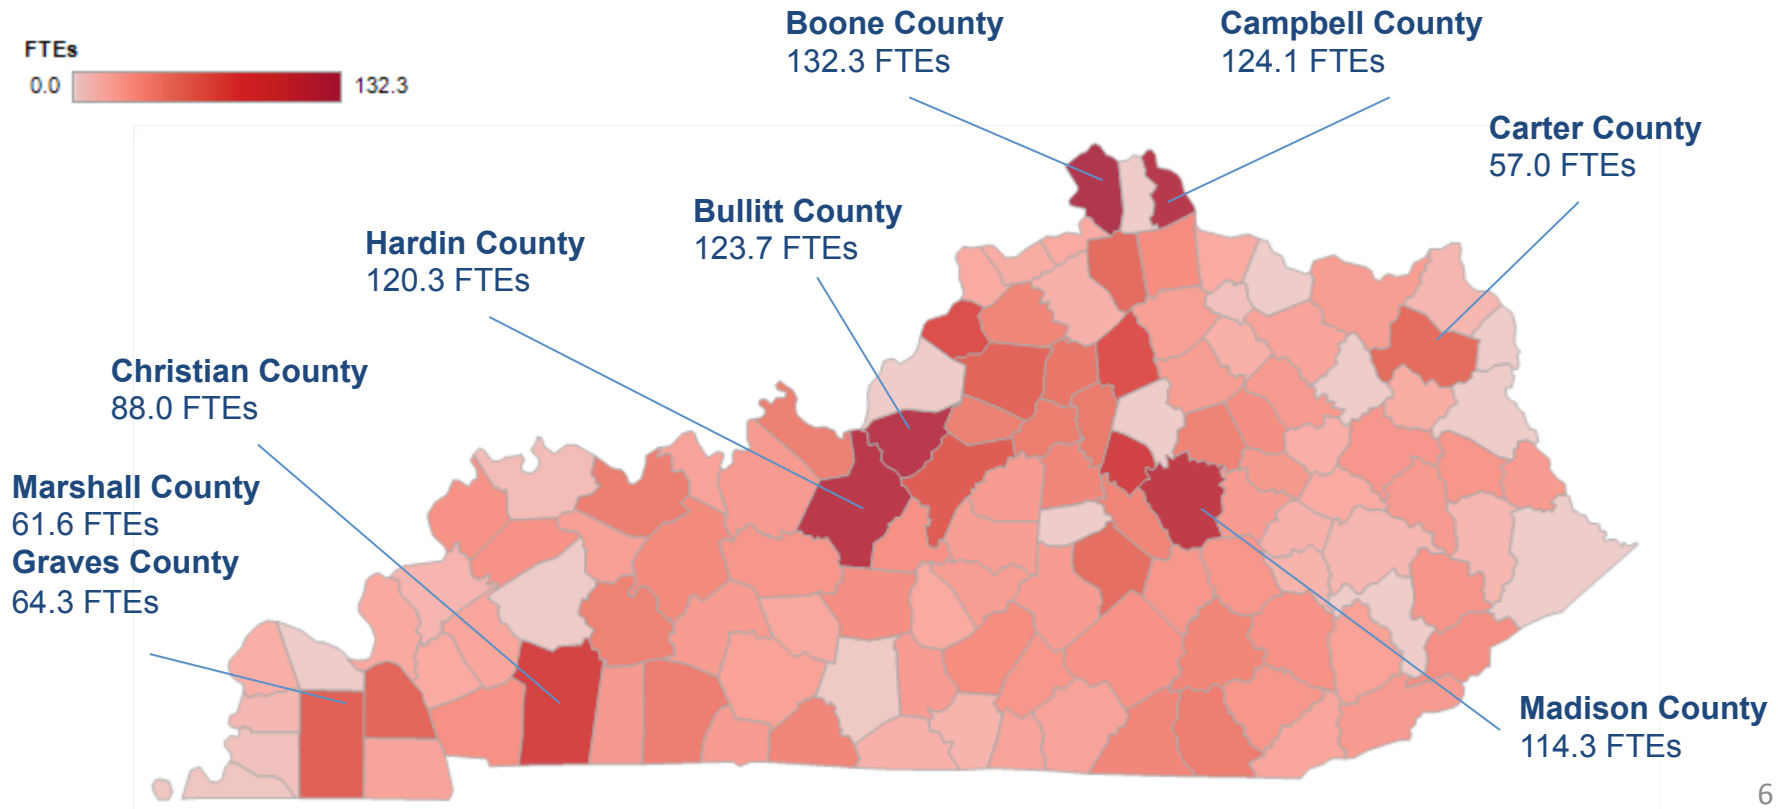 FTEs
0.0
132.3
Boone County
132.3 FTEs
Campbell County
124.1 FTEs
Carter County
57.0 FTEs
Bullitt County
123.7 FTEs
Hardin County
120.3 FTEs
Christian County
88.0 FTEs
Marshall County
61.6 FTEs
Graves County
64.3 FTEs
Madison County
114.3 FTEs
6